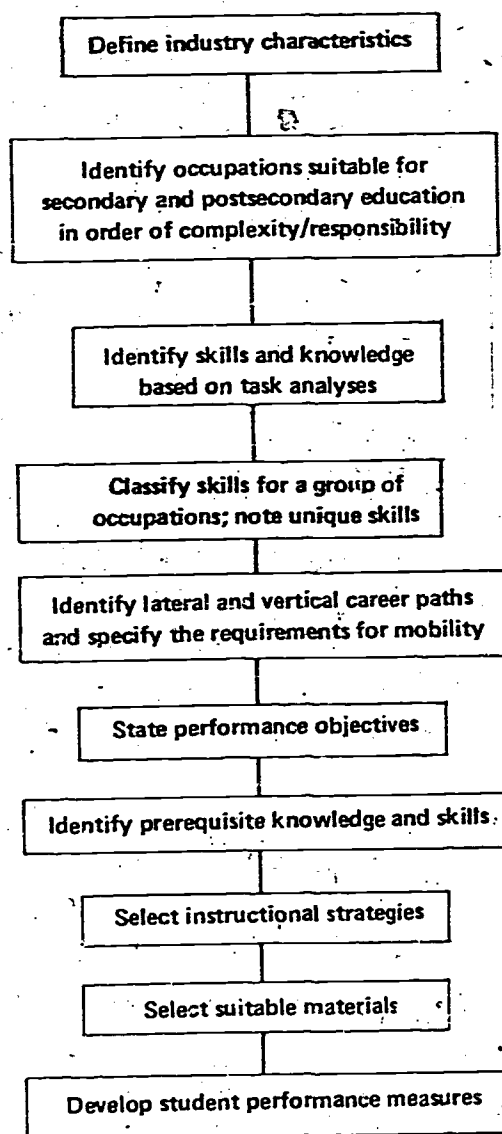 Define industry characteristics
Identify occupations suitable for
secondary and postsecondary education
in order of complexity/responsibility
Identify skills and knowledge
based on task analyses
Classify skills for a group of
occupations; note unique skills
Identify lateral and vertical career paths
and specify the requirements for mobility
State performance objectives
Identify prerequisite knowledge and skills
Select instructional strategies
Select suitable materials
Develop student performance measures